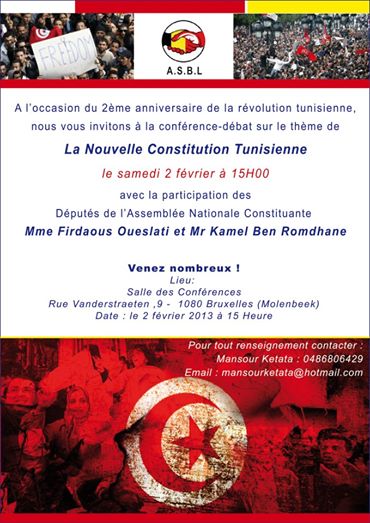 FREEDOM
A.S.B.L
A l'occasion du 2ème anniversaire de la révolution tunisienne,
nous vous invitons à la conférence-débat sur le thème de
La Nouvelle Constitution Tunisienne
le samedi 2 février à 15H00
avec la participation des
Députés de l'Assemblée Nationale Constituante
Mme Firdaous Oueslati et Mr Kamel Ben Romdhane
Venez nombreux !
Lieu:
Salle des Conférences
Rue Vanderstraeten ,9 - 1080 Bruxelles (Molenbeek)
Date : le 2 février 2013 à 15 Heure
Pour tout renseignement contacter :
Mansour Ketata : 0486806429
Email : mansourketata@hotmail.com